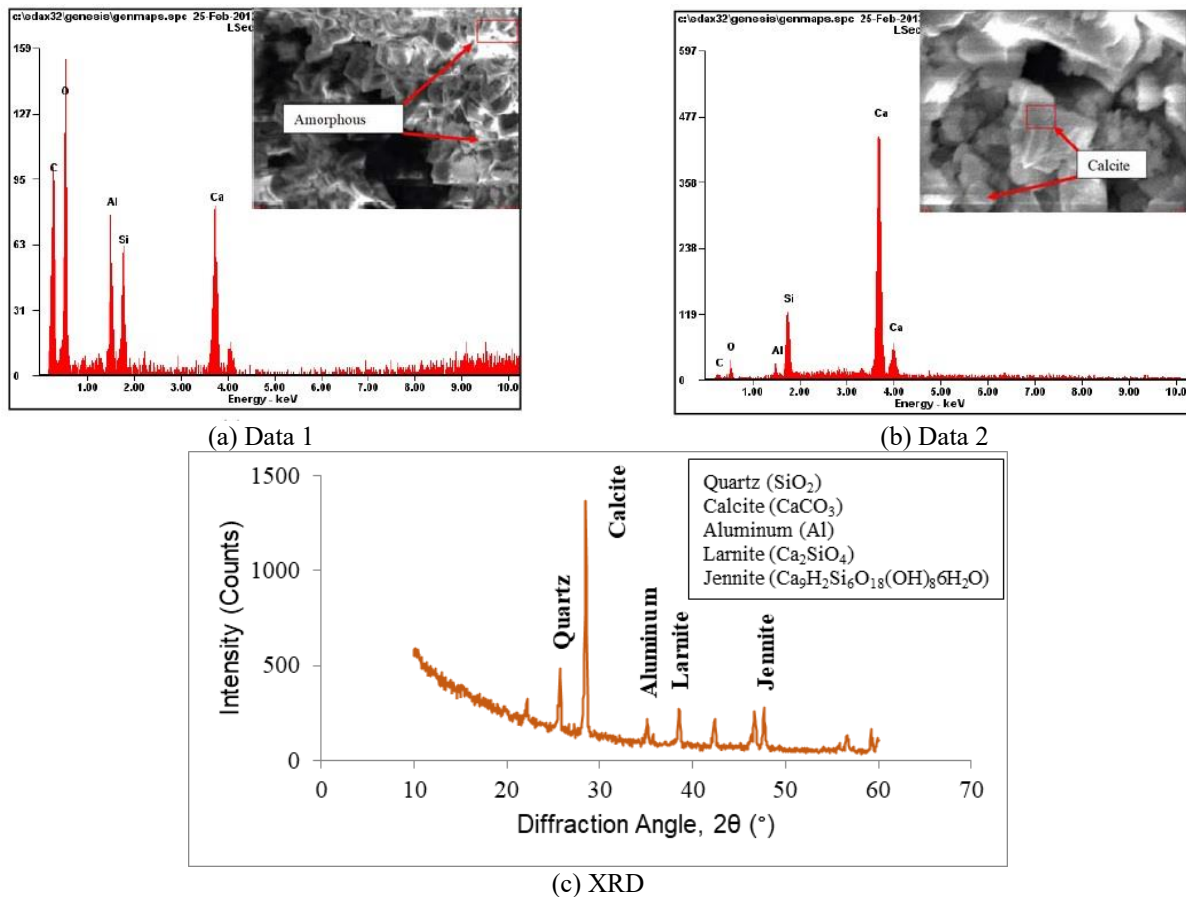 c:\edax32\genesis\genmaps.spc 25-Feb-201
LSec
159
127
95
63
31
0
C
O
Al
Si
Ca
Amorphous
1.00 2.00 3.00 4.00 5.00 6.00 7.00 8.00 9.00 10.0
Energy - keV
(a) Data 1
c:\edax32\genesis\genmaps.spc 25-Feb-201
LSec
597
477
358
238
119
0
C
O
Al
Si
Ca
Ca
Calcite
1.00 2.00 3.00 4.00 5.00 6.00 7.00 8.00 9.00 10.0
Energy - keV
(b) Data 2
Intensity (Counts)
1500
1000
500
0
Quartz
Calcite
Aluminum
Larnite
Jennite
Quartz (SiO₂)
Calcite (CaCO₃)
Aluminum (Al)
Larnite (Ca₂SiO₄)
Jennite (Ca₉H₂Si₆O₁₈(OH)₈6H₂O)
0 10 20 30 40 50 60 70
Diffraction Angle, 2θ (°)
(c) XRD